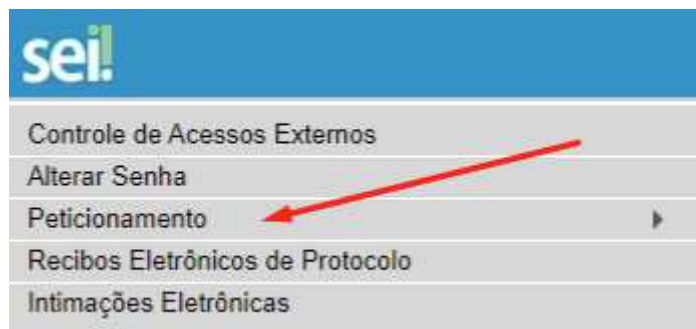 sei!
Controle de Acessos Externos
Alterar Senha
Peticionamento
Recibos Eletrônicos de Protocolo
Intimações Eletrônicas